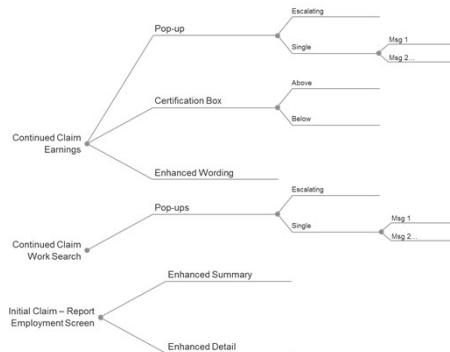 Pop-up
Escalating
Single
Msg 1
Msg 2...
Certification Box
Above
Below
Continued Claim
Earnings
Enhanced Wording
Pop-ups
Escalating
Single
Msg 1
Msg 2...
Continued Claim
Work Search
Enhanced Summary
Initial Claim – Report
Employment Screen
Enhanced Detail